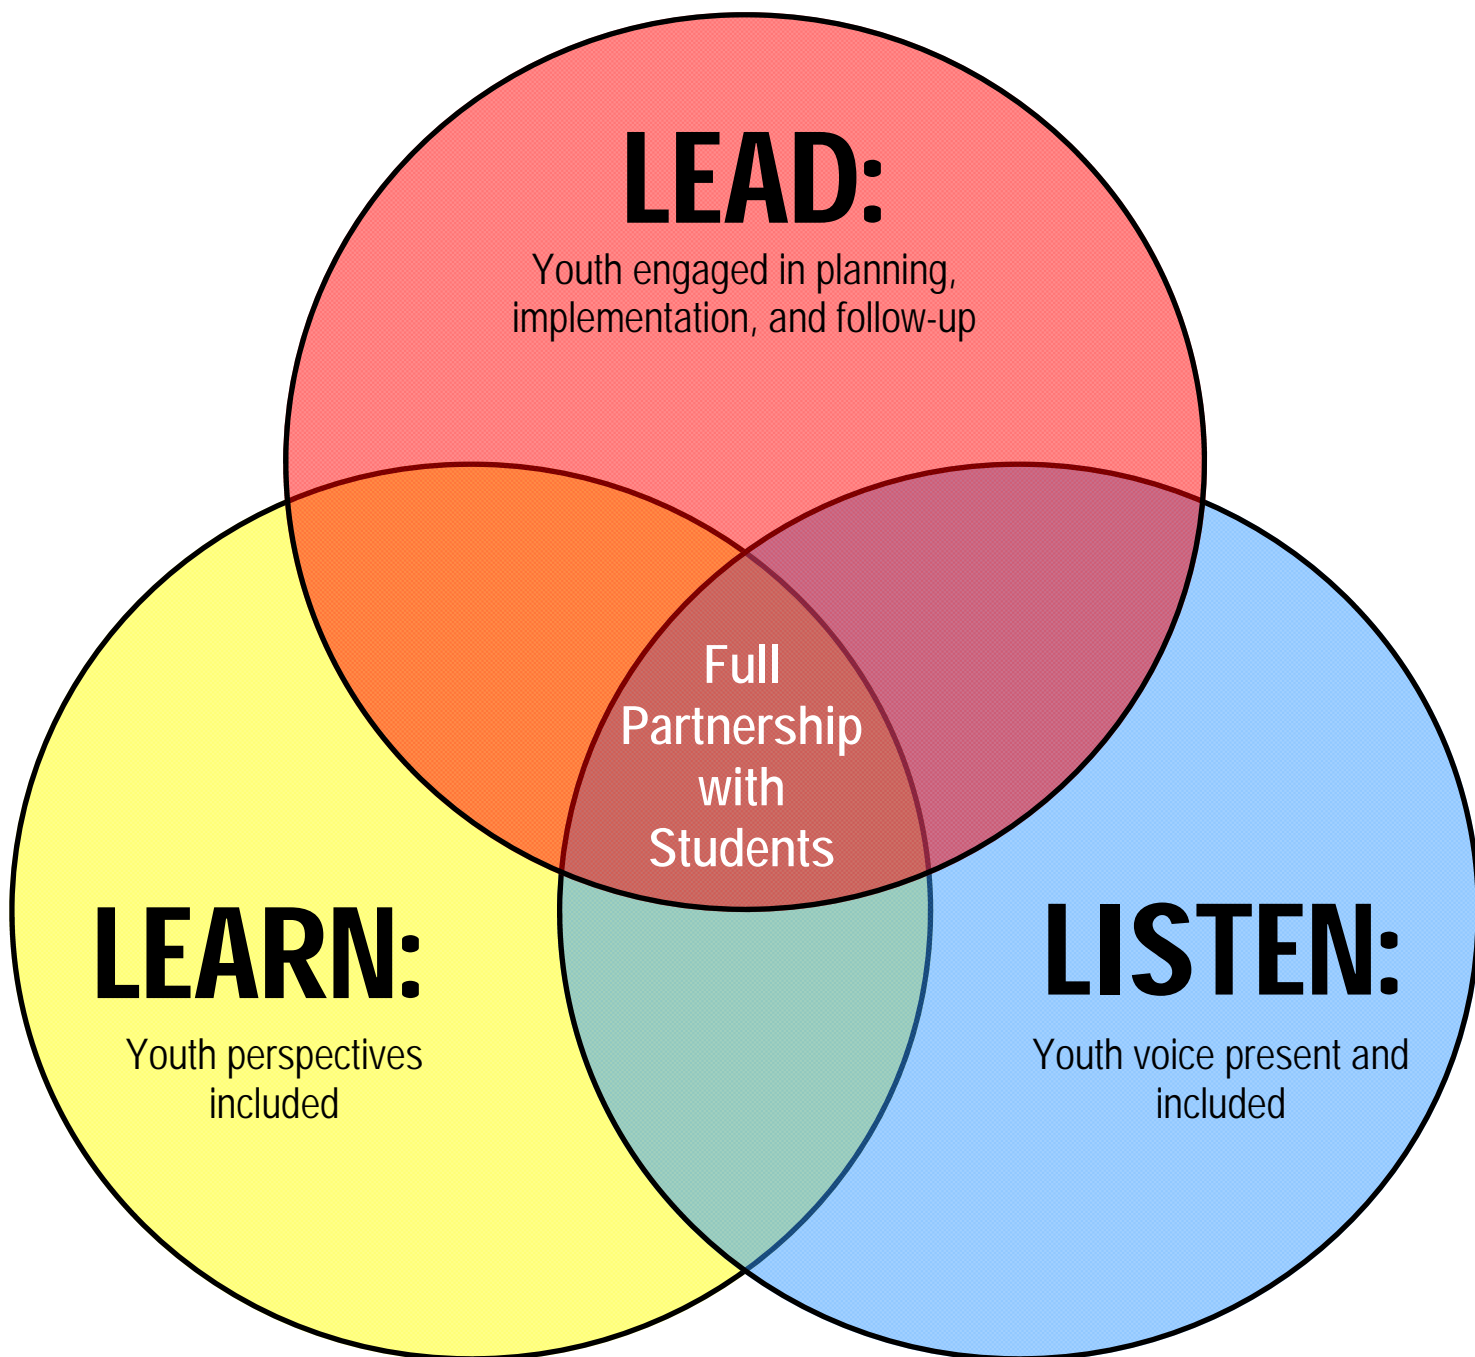 LEAD:
Youth engaged in planning,
implementation, and follow-up
Full
Partnership
with
Students
LEARN:
Youth perspectives
included
LISTEN:
Youth voice present and
included